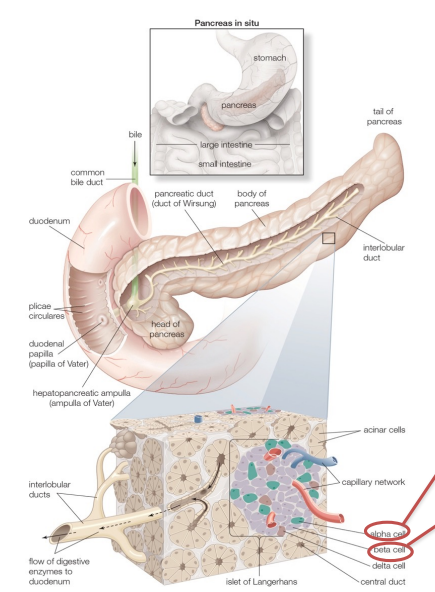 Pancreas in situ
stomach
pancreas
large intestine
small intestine
tail of
pancreas
bile
common
bile duct
pancreatic duct
(duct of Wirsung)
body of
pancreas
duodenum
interlobular
duct
plicae
circulares
head of
pancreas
duodenal
papilla
(papilla of Vater)
hepatopancreatic ampulla
(ampulla of Vater)
acinar cells
interlobular
ducts
capillary network
alpha cell
beta cell
delta cell
flow of digestive
enzymes to
duodenum
islet of Langerhans
central duct